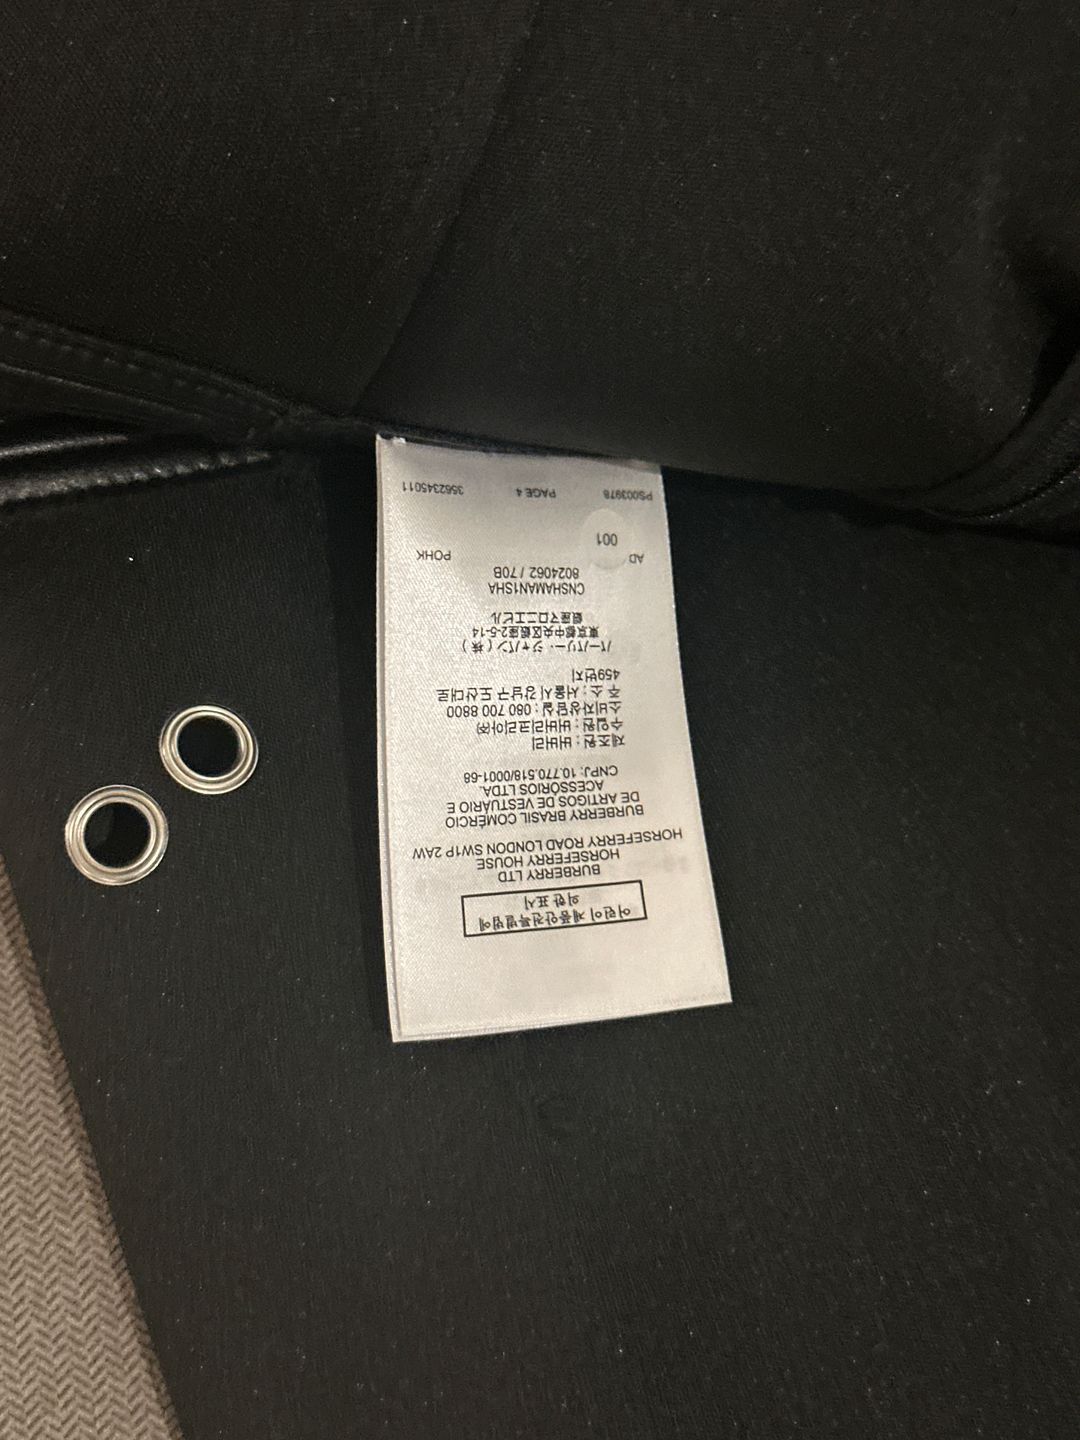 어린이 제품안전특별법에
의한 표시
BURBERRY LTD
HORSEFERRY HOUSE
HORSEFERRY ROAD LONDON SW1P 2AW
BURBERRY BRASIL COMÉRCIO
DE ARTIGOS DE VESTUÁRIO E
ACESSÓRIOS LTDA
CNPJ: 10.770.518/0001-68
제조원 : 버버리
수입원 : 버버리코리아㈜
소비자상담실 : 080 700 8800
주 소 : 서울시 강남구 도산대로
459번지
バーバリー・ジャパン ( 株 )
東京都中央区銀座2-5-14
銀座マロニエビル
CNSHAMAN1SHA
8024062 / 70B
AD 001 POHK
PS003978 PAGE 4 3562345011